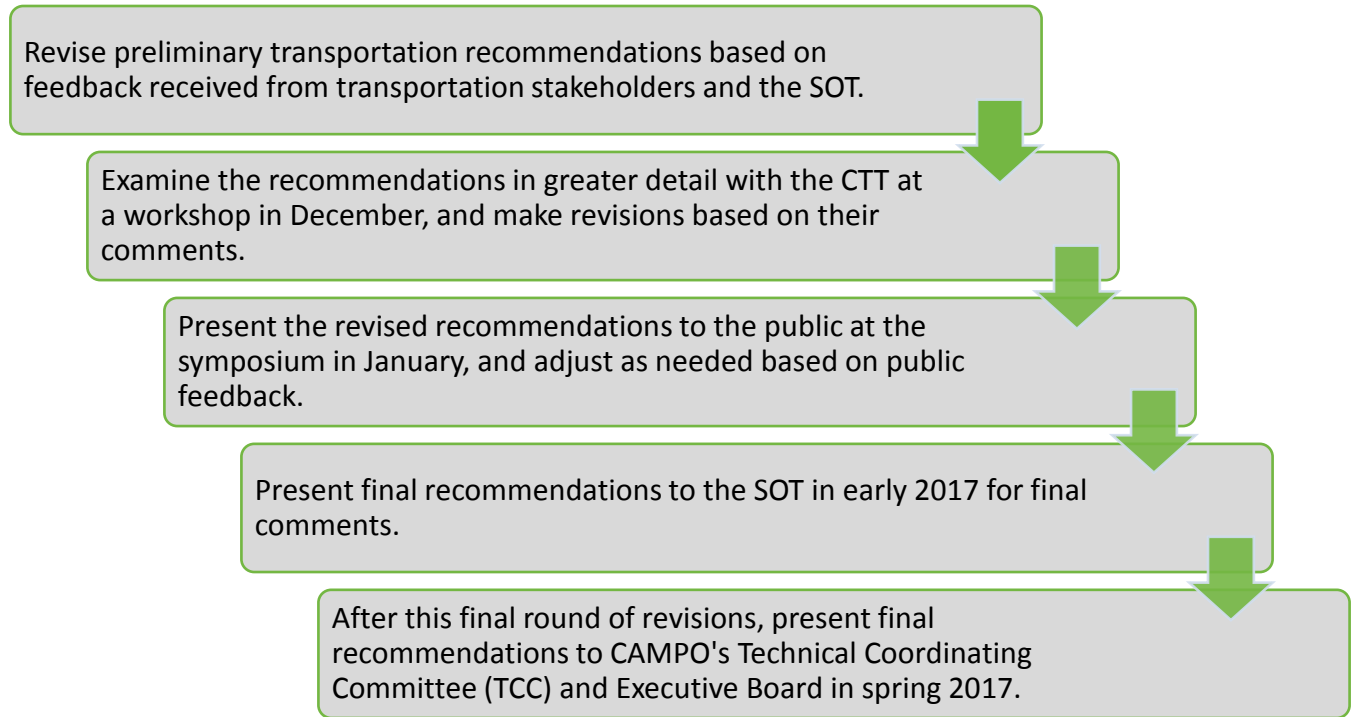 Revise preliminary transportation recommendations based on
feedback received from transportation stakeholders and the SOT.
Examine the recommendations in greater detail with the CTT at
a workshop in December, and make revisions based on their
comments.
Present the revised recommendations to the public at the
symposium in January, and adjust as needed based on public
feedback.
Present final recommendations to the SOT in early 2017 for final
comments.
After this final round of revisions, present final
recommendations to CAMPO's Technical Coordinating
Committee (TCC) and Executive Board in spring 2017.